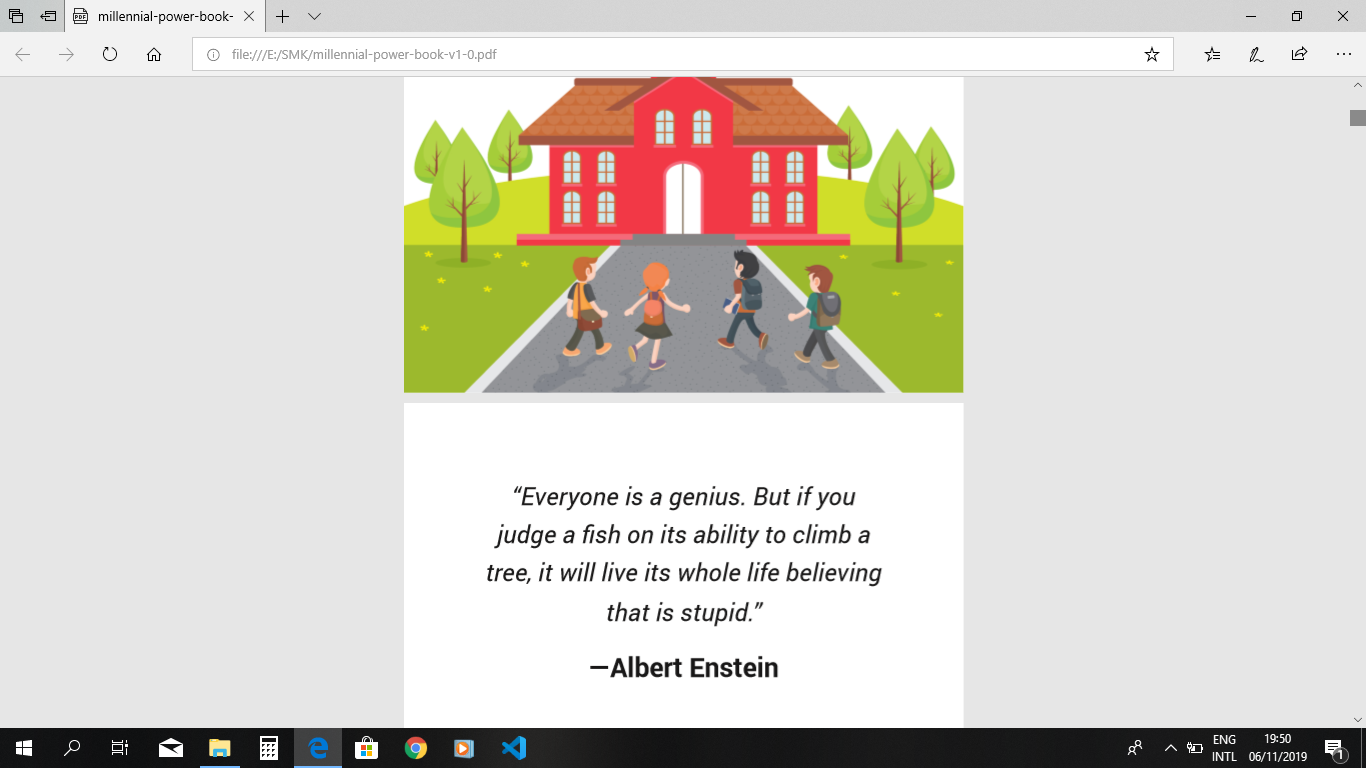 millennial-power-book-
file:///E:/SMK/millennial-power-book-v1-0.pdf
“Everyone is a genius. But if you
judge a fish on its ability to climb a
tree, it will live its whole life believing
that is stupid.”
—Albert Enstein
ENG
INTL
19:50
06/11/2019
1